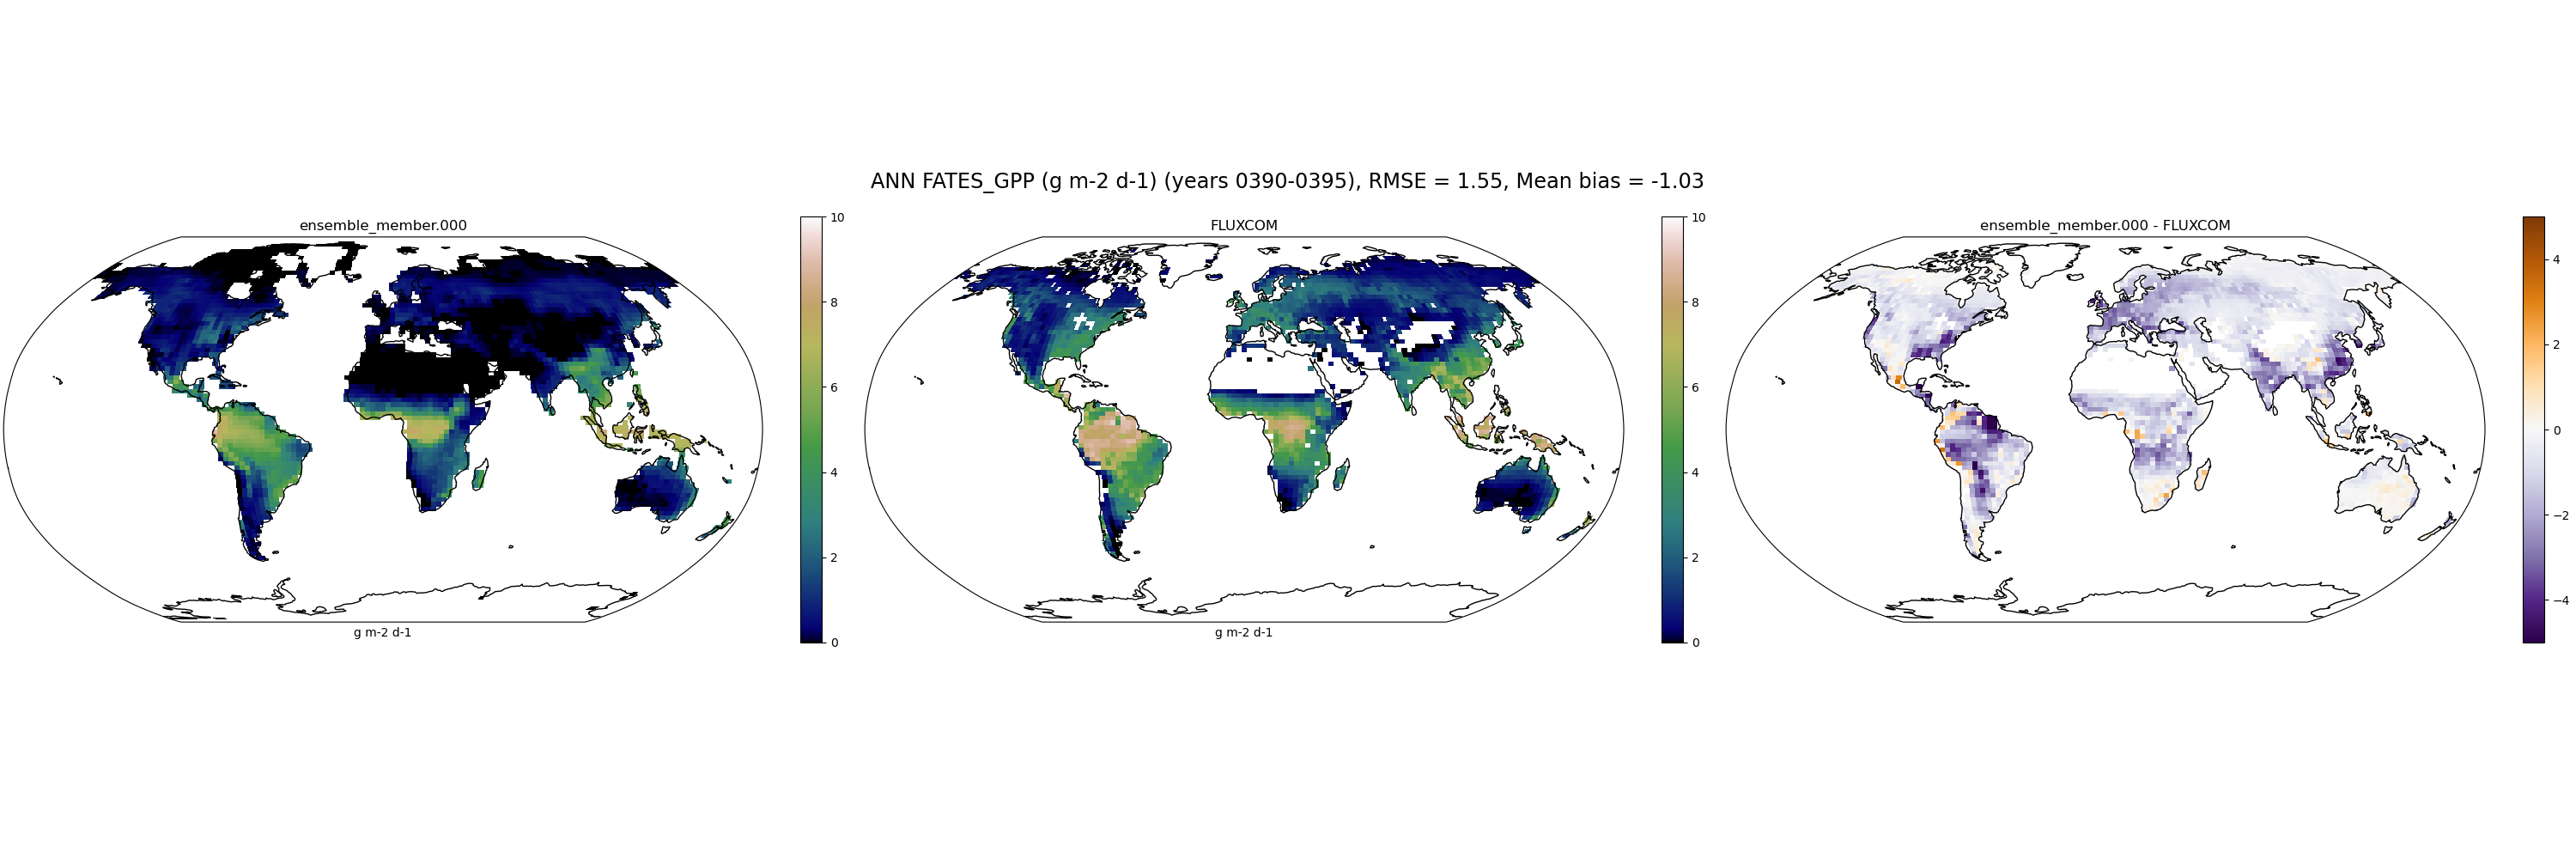 ANN FATES_GPP (g m-2 d-1) (years 0390-0395), RMSE = 1.55, Mean bias = -1.03
ensemble_member.000
10
8
6
4
2
0
g m-2 d-1
FLUXCOM
10
8
6
4
2
0
g m-2 d-1
ensemble_member.000 - FLUXCOM
4
2
0
−2
−4